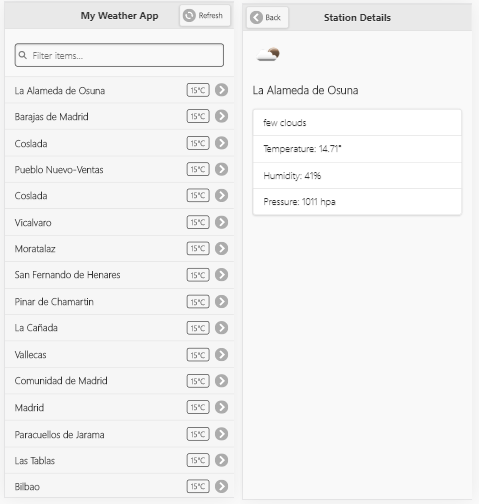 My Weather App
Refresh
Filter items...
La Alameda de Osuna 15°C
Barajas de Madrid 15°C
Coslada 15°C
Pueblo Nuevo-Ventas 15°C
Coslada 15°C
Vicalvaro 15°C
Moratalaz 15°C
San Fernando de Henares 15°C
Pinar de Chamartin 15°C
La Cañada 15°C
Vallecas 15°C
Comunidad de Madrid 15°C
Madrid 15°C
Paracuellos de Jarama 15°C
Las Tablas 15°C
Bilbao 15°C
Back
Station Details
La Alameda de Osuna
few clouds
Temperature: 14.71°
Humidity: 41%
Pressure: 1011 hpa